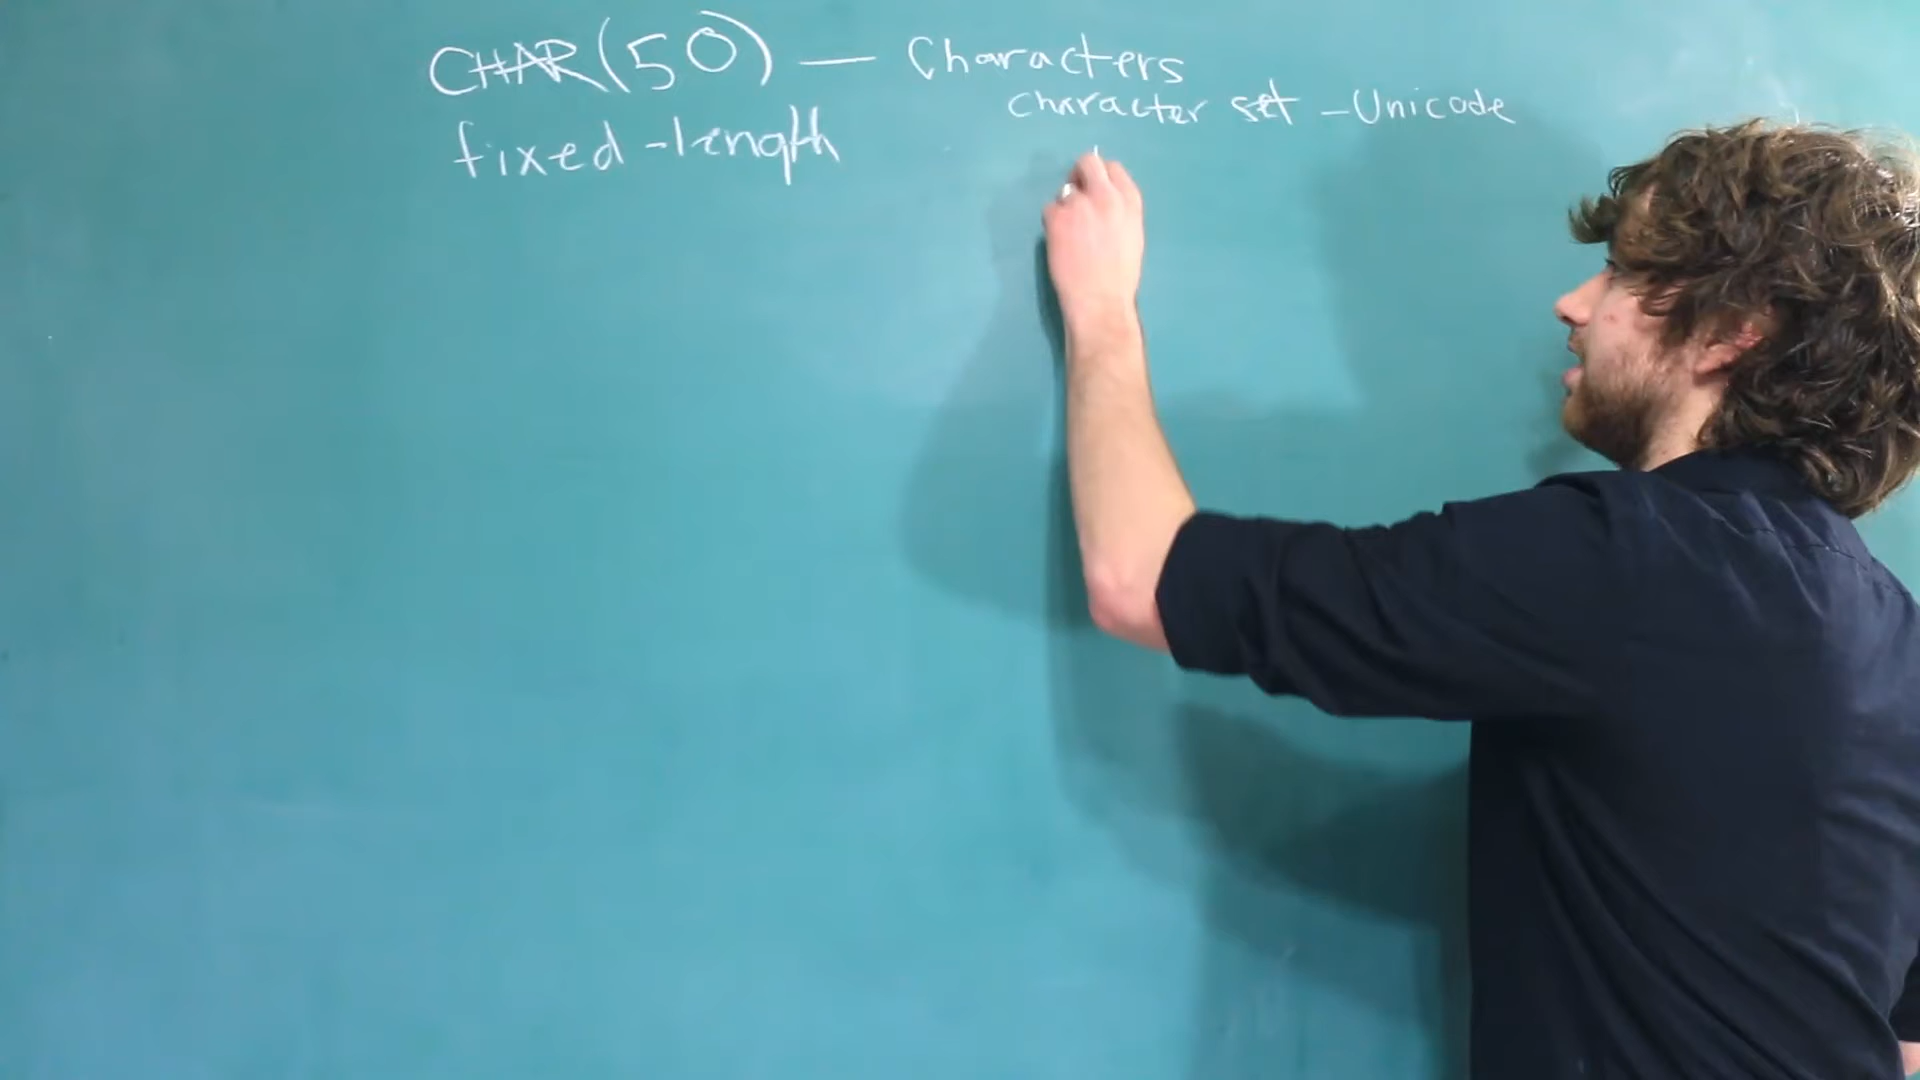 CHAR(50) — Characters
character set - Unicode
fixed-length